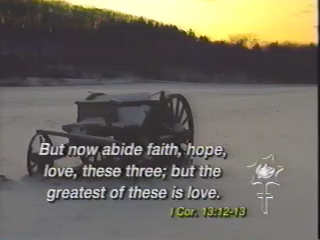 But now abide faith, hope,
love, these three; but the
greatest of these is love.
I Cor. 13:12-13